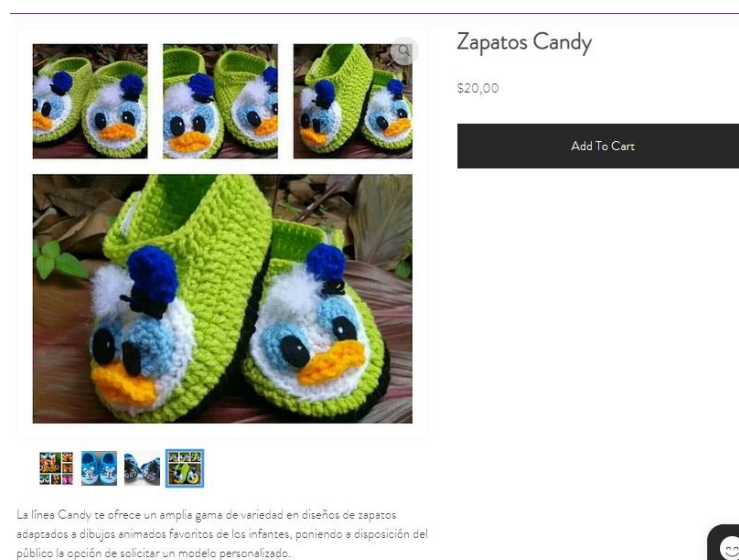 Zapatos Candy
$20,00
Add To Cart
La línea Candy te ofrece un amplia gama de variedad en diseños de zapatos
adaptados a dibujos animados favoritos de los infantes, poniendo a disposición del
público la opción de solicitar un modelo personalizado.